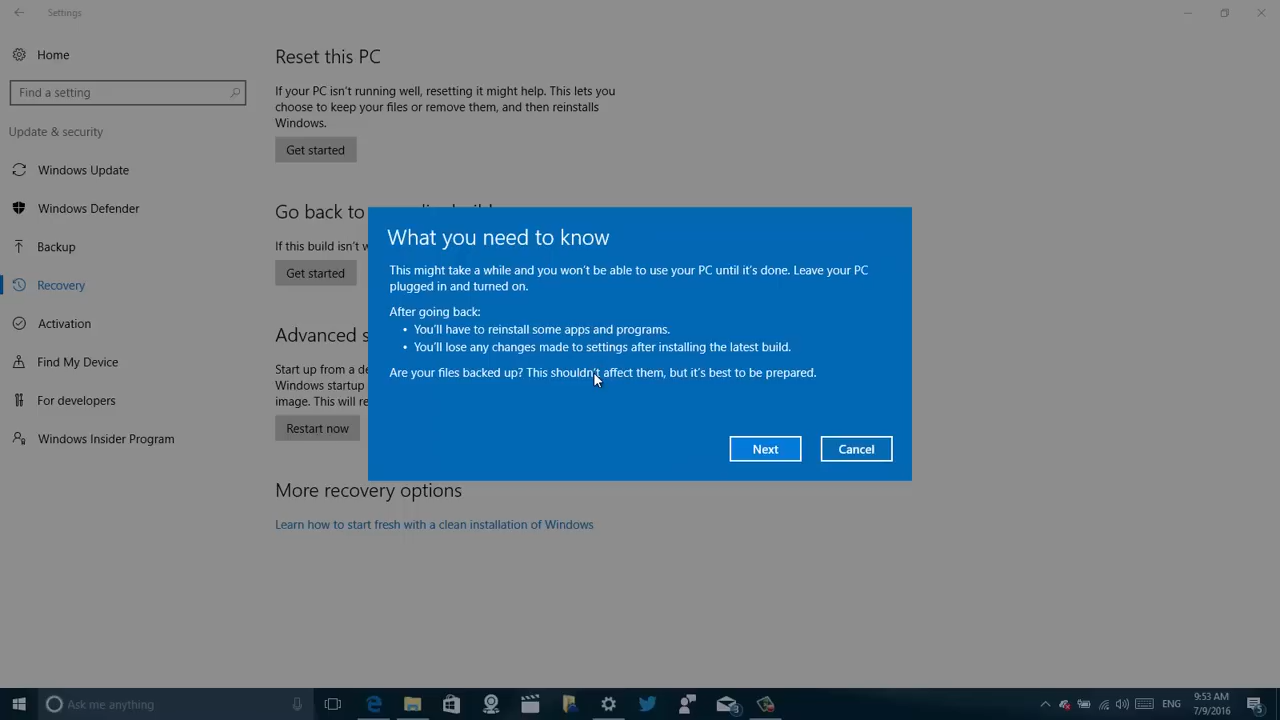 Settings
Home
Find a setting
Update & security
Windows Update
Windows Defender
Backup
Recovery
Activation
Find My Device
For developers
Windows Insider Program
Reset this PC
If your PC isn't running well, resetting it might help. This lets you
choose to keep your files or remove them, and then reinstalls
Windows.
Get started
Go back to
If this build isn't w
Get started
Advanced s
Start up from a de
Windows startup
image. This will re
Restart now
What you need to know
This might take a while and you won't be able to use your PC until it's done. Leave your PC
plugged in and turned on.
After going back:
• You'll have to reinstall some apps and programs.
• You'll lose any changes made to settings after installing the latest build.
Are your files backed up? This shouldn't affect them, but it's best to be prepared.
Next
Cancel
More recovery options
Learn how to start fresh with a clean installation of Windows
Ask me anything
ENG
9:53 AM
7/9/2016